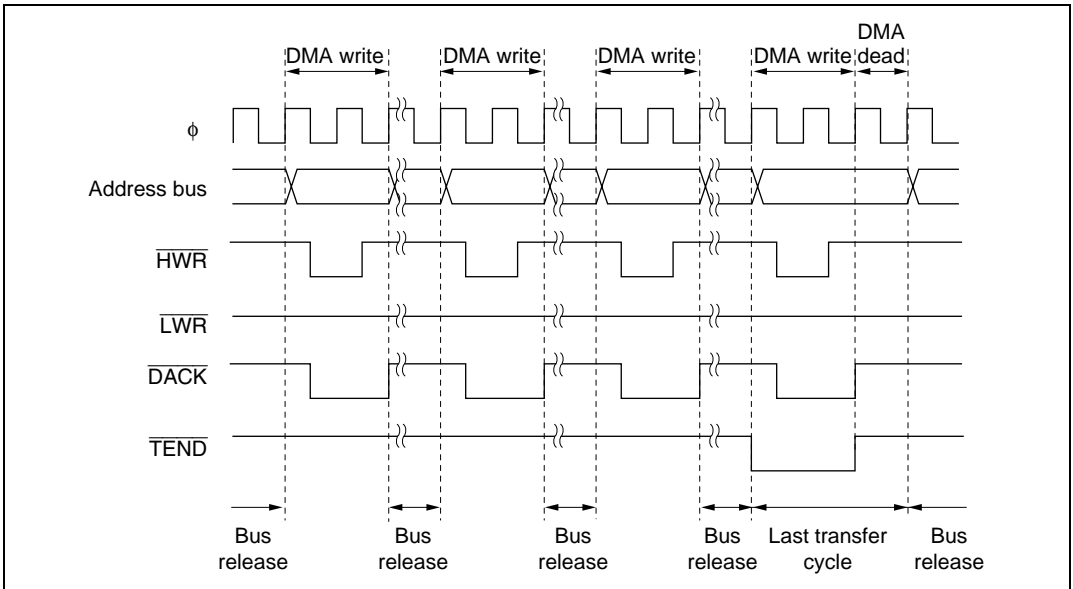 DMA
DMA write DMA write DMA write DMA write dead
ϕ
Address bus
HWR
LWR
DACK
TEND
Bus Bus Bus Bus Last transfer Bus
release release release release cycle release